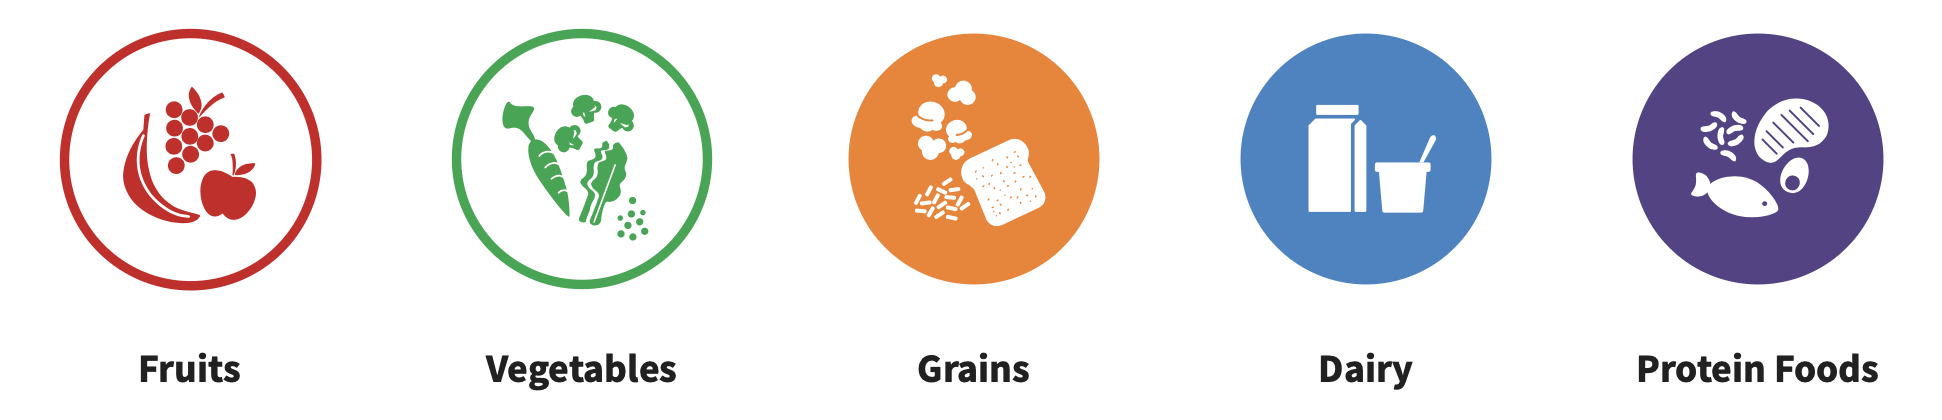 Fruits
Vegetables
Grains
Dairy
Protein Foods